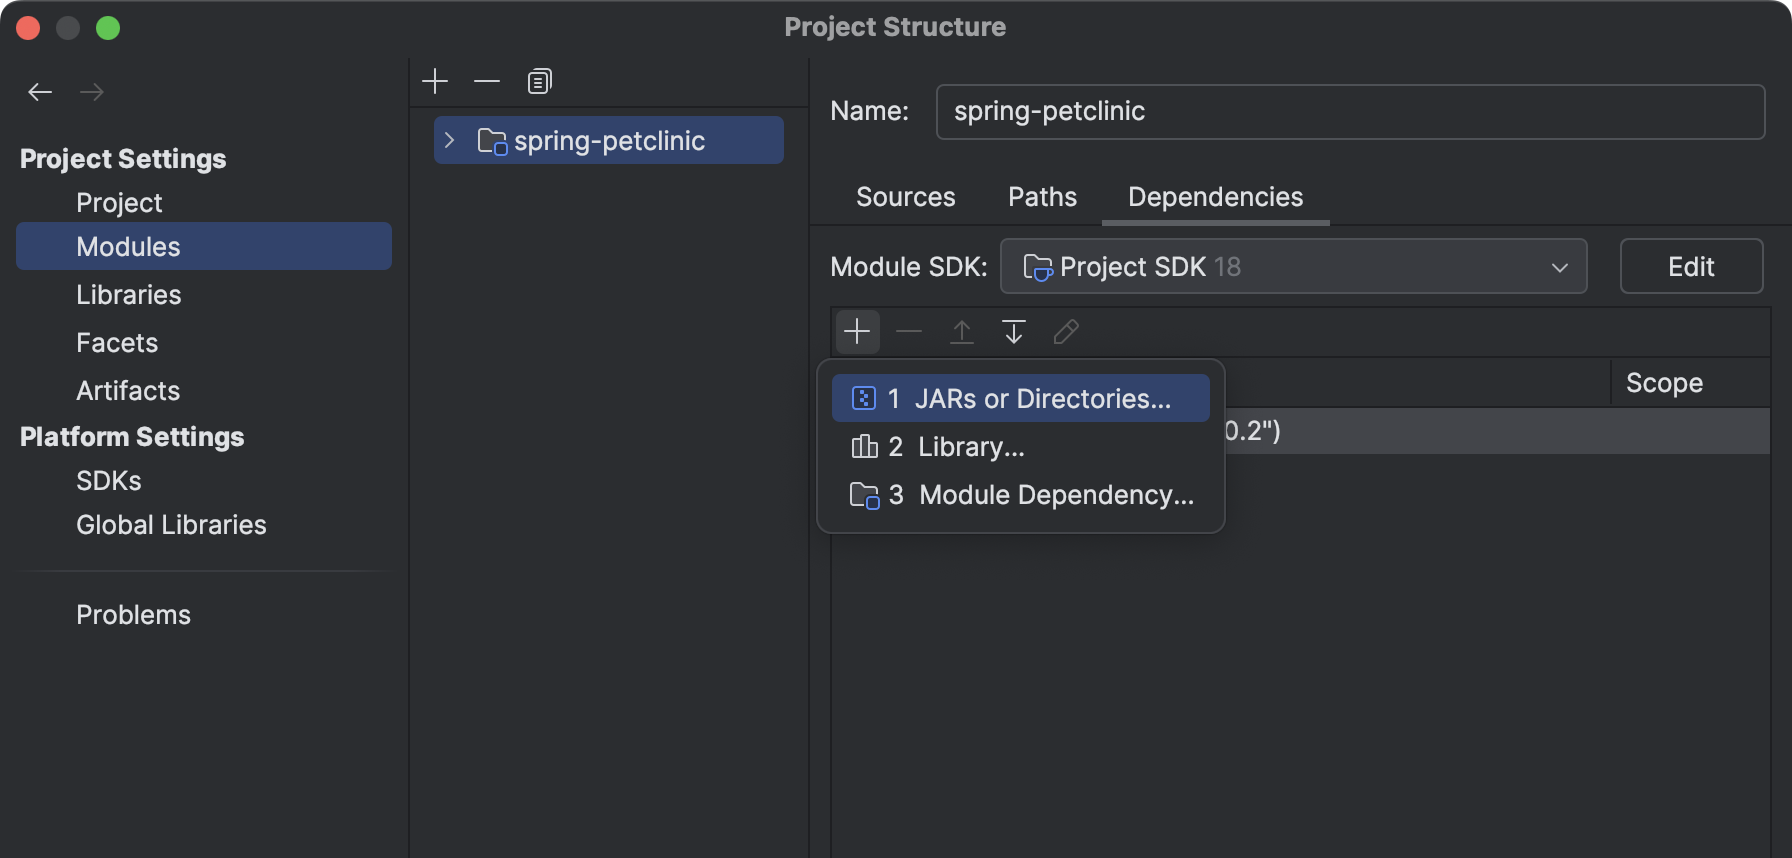 Project Structure
Project Settings
Project
Modules
Libraries
Facets
Artifacts
Platform Settings
SDKs
Global Libraries
Problems
spring-petclinic
Name: spring-petclinic
Sources Paths Dependencies
Module SDK: Project SDK 18 Edit
Scope
1 JARs or Directories...
0.2")
2 Library...
3 Module Dependency...